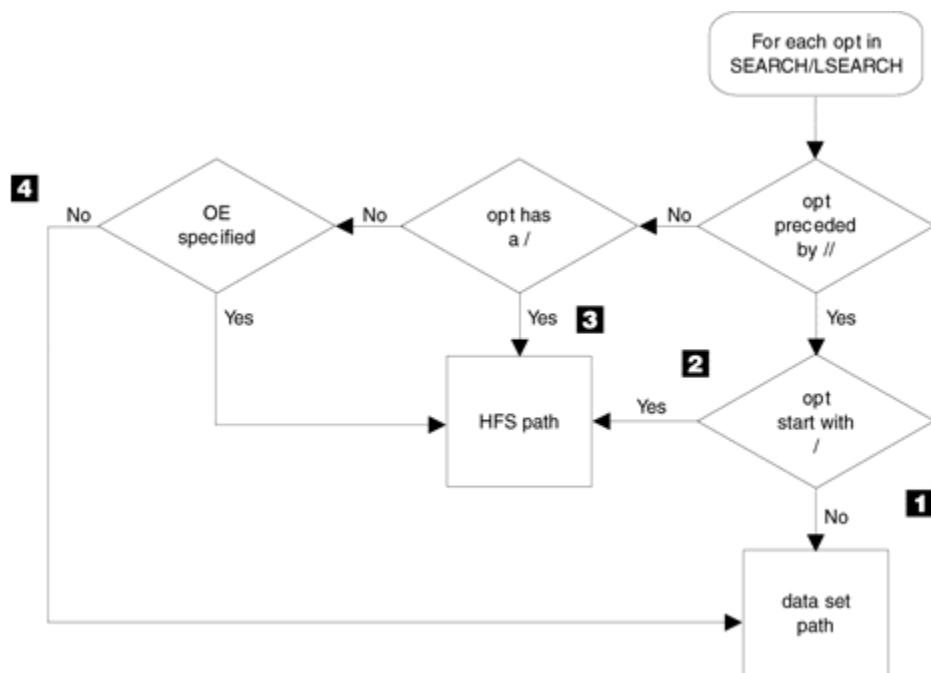 For each opt in
SEARCH/LSEARCH
4
No
OE
specified
No
opt has
a /
No
opt
preceded
by //
Yes
Yes
3
Yes
2
HFS path
Yes
opt
start with
/
1
No
data set
path